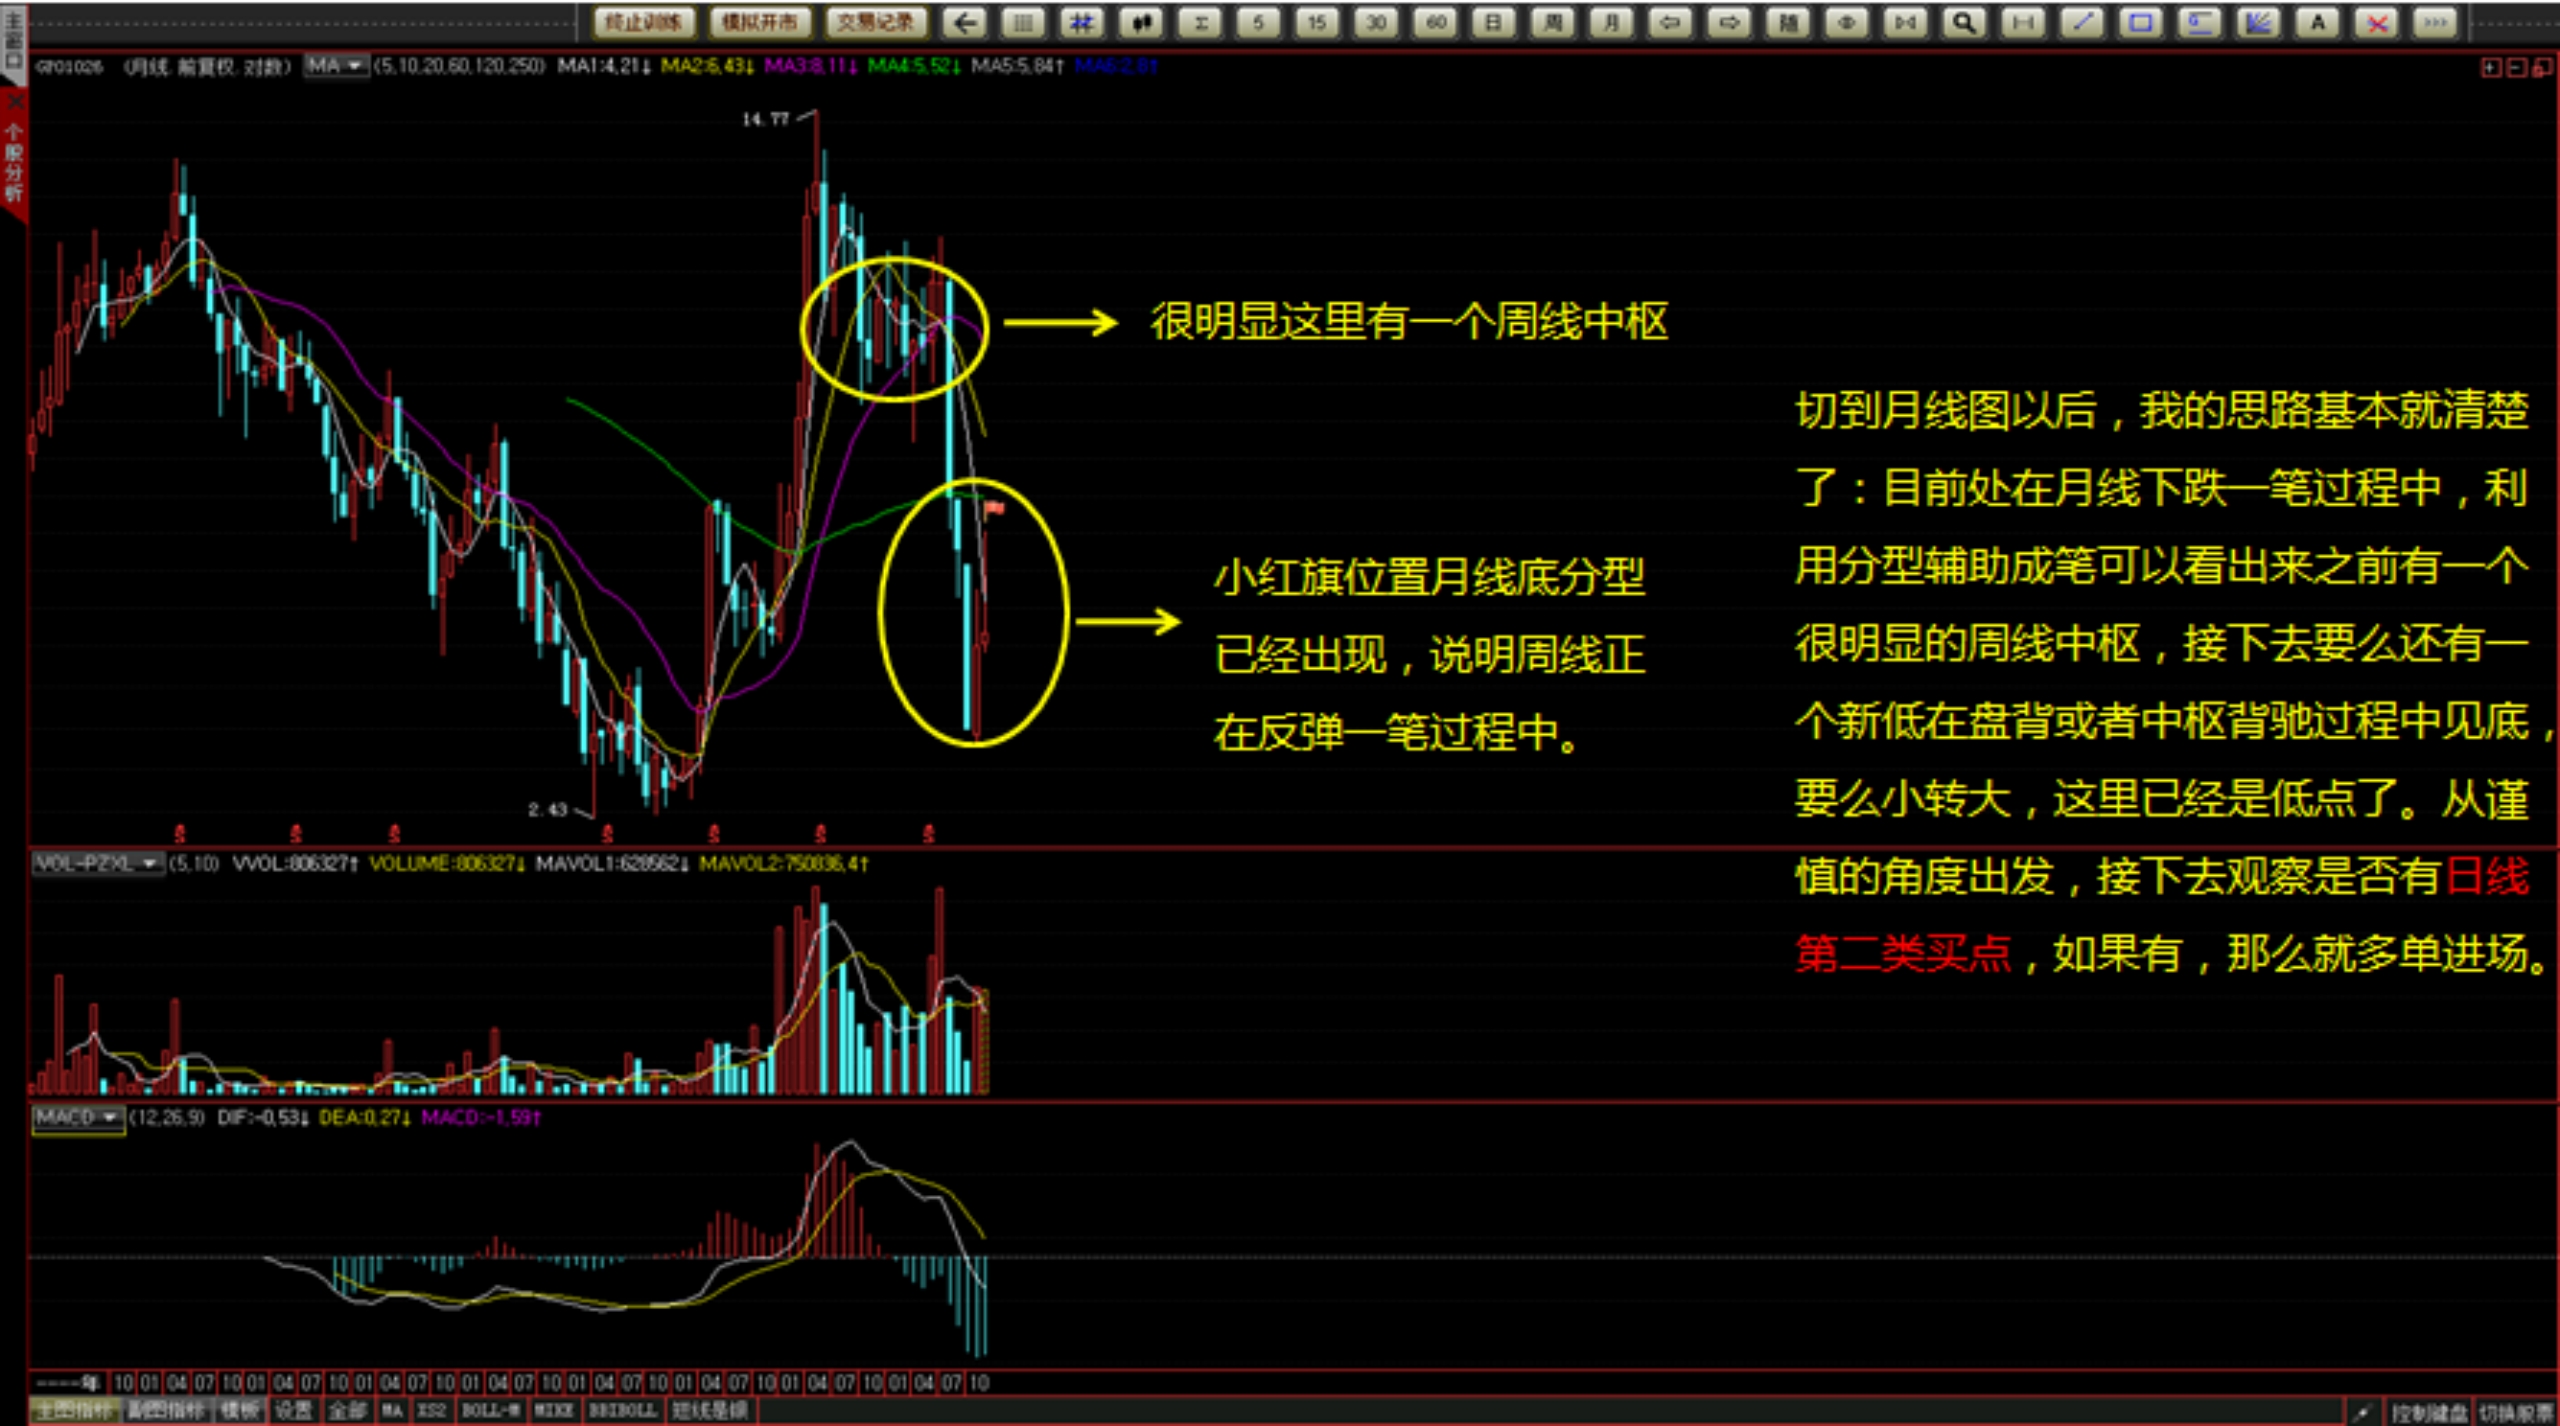 主图口
终止训练 模拟开市 交易记录 5 15 30 60 日 周 月 随 A
(月线.前复权.对数) MA (5,10,20,60,120,250) MA1:4,21↓ MA2:6,43↓ MA3:8,11↓ MA4:5,52↓ MA5:5,84↑ MA6:2,8↑
个股分析
14.77
很明显这里有一个周线中枢
小红旗位置月线底分型
已经出现，说明周线正
在反弹一笔过程中。
切到月线图以后，我的思路基本就清楚
了：目前处在月线下跌一笔过程中，利
用分型辅助成笔可以看出来之前有一个
很明显的周线中枢，接下去要么还有一
个新低在盘背或者中枢背驰过程中见底，
要么小转大，这里已经是低点了。从谨
慎的角度出发，接下去观察是否有日线
第二类买点，如果有，那么就多单进场。
2.43
S S S S S S S
VOL-PZXL (5,10) VVOL:806327↑ VOLUME:806327↓ MAVOL1:628562↓ MAVOL2:750836,4↑
MACD (12,26,9) DIF:-0,53↓ DEA:0,27↓ MACD:-1,59↑
----年 10 01 04 07 10 01 04 07 10 01 04 07 10 01 04 07 10 01 04 07 10 01 04 07 10 01 04 07 10 01 04 07 10
主图指标 副图指标 模板 设置 全部 MA XS2 BOLL-M MIKE BBIBOLL 短线是银 控制键盘 切换股票